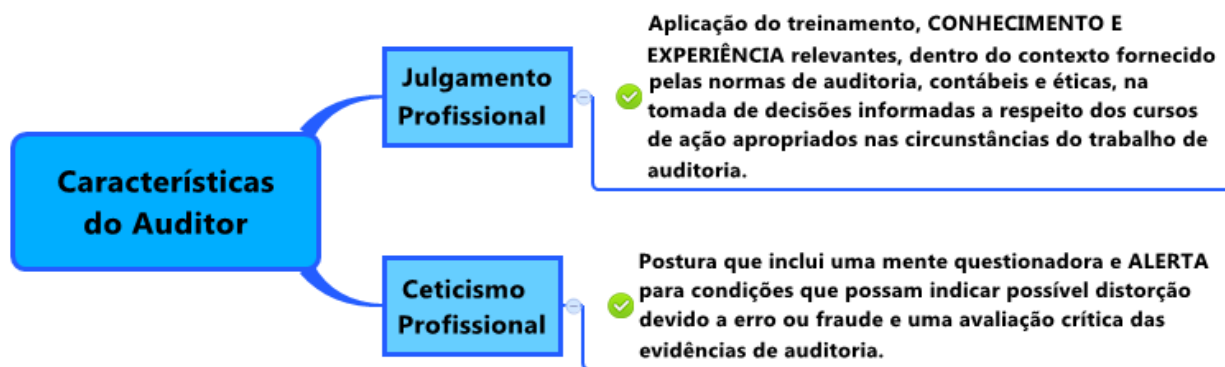 Características
do Auditor
Julgamento
Profissional
Aplicação do treinamento, CONHECIMENTO E
EXPERIÊNCIA relevantes, dentro do contexto fornecido
pelas normas de auditoria, contábeis e éticas, na
tomada de decisões informadas a respeito dos cursos
de ação apropriados nas circunstâncias do trabalho de
auditoria.
Ceticismo
Profissional
Postura que inclui uma mente questionadora e ALERTA
para condições que possam indicar possível distorção
devido a erro ou fraude e uma avaliação crítica das
evidências de auditoria.